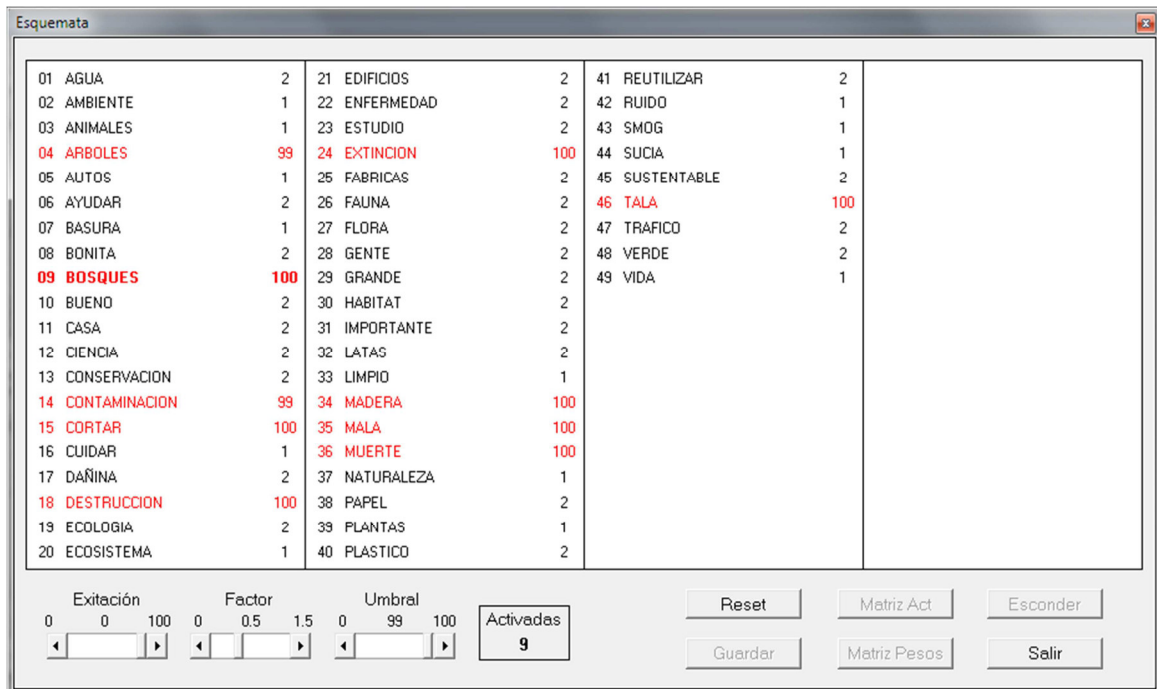 Esquemata
01 AGUA 2
02 AMBIENTE 1
03 ANIMALES 1
04 ARBOLES 99
05 AUTOS 1
06 AYUDAR 2
07 BASURA 1
08 BONITA 2
09 BOSQUES 100
10 BUENO 2
11 CASA 2
12 CIENCIA 2
13 CONSERVACION 2
14 CONTAMINACION 99
15 CORTAR 100
16 CUIDAR 1
17 DAÑINA 2
18 DESTRUCCION 100
19 ECOLOGIA 2
20 ECOSISTEMA 1
21 EDIFICIOS 2
22 ENFERMEDAD 2
23 ESTUDIO 2
24 EXTINCION 100
25 FABRICAS 2
26 FAUNA 2
27 FLORA 2
28 GENTE 2
29 GRANDE 2
30 HABITAT 2
31 IMPORTANTE 2
32 LATAS 2
33 LIMPIO 1
34 MADERA 100
35 MALA 100
36 MUERTE 100
37 NATURALEZA 1
38 PAPEL 2
39 PLANTAS 1
40 PLASTICO 2
41 REUTILIZAR 2
42 RUIDO 1
43 SMOG 1
44 SUCIA 1
45 SUSTENTABLE 2
46 TALA 100
47 TRAFICO 2
48 VERDE 2
49 VIDA 1
Exitación
0 0 100
Factor
0 0.5 1.5
Umbral
0 99 100
Activadas
9
Reset
Matriz Act
Esconder
Guardar
Matriz Pesos
Salir